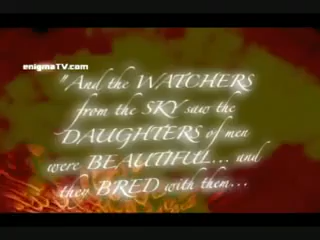 enigmaTV.com
"And the WATCHERS
from the SKY saw the
DAUGHTERS of men
were BEAUTIFUL... and
they BRED with them...